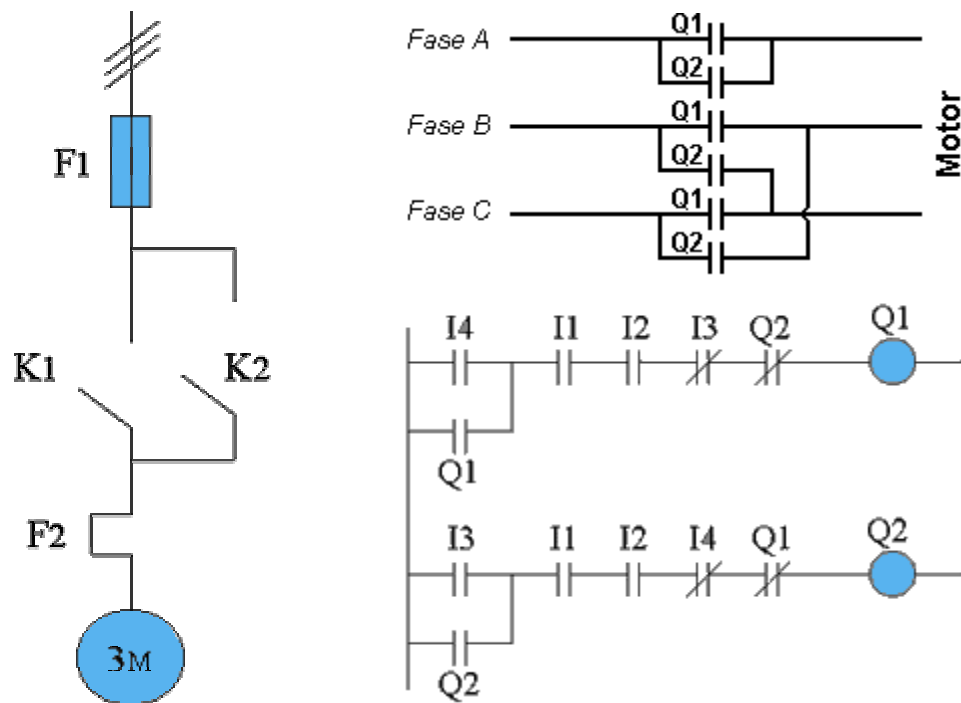 F1
K1 K2
F2
3M
Fase A Q1
Q2
Fase B Q1
Q2
Fase C Q1
Q2
Motor
I4 I1 I2 I3 Q2 Q1
Q1
I3 I1 I2 I4 Q1 Q2
Q2